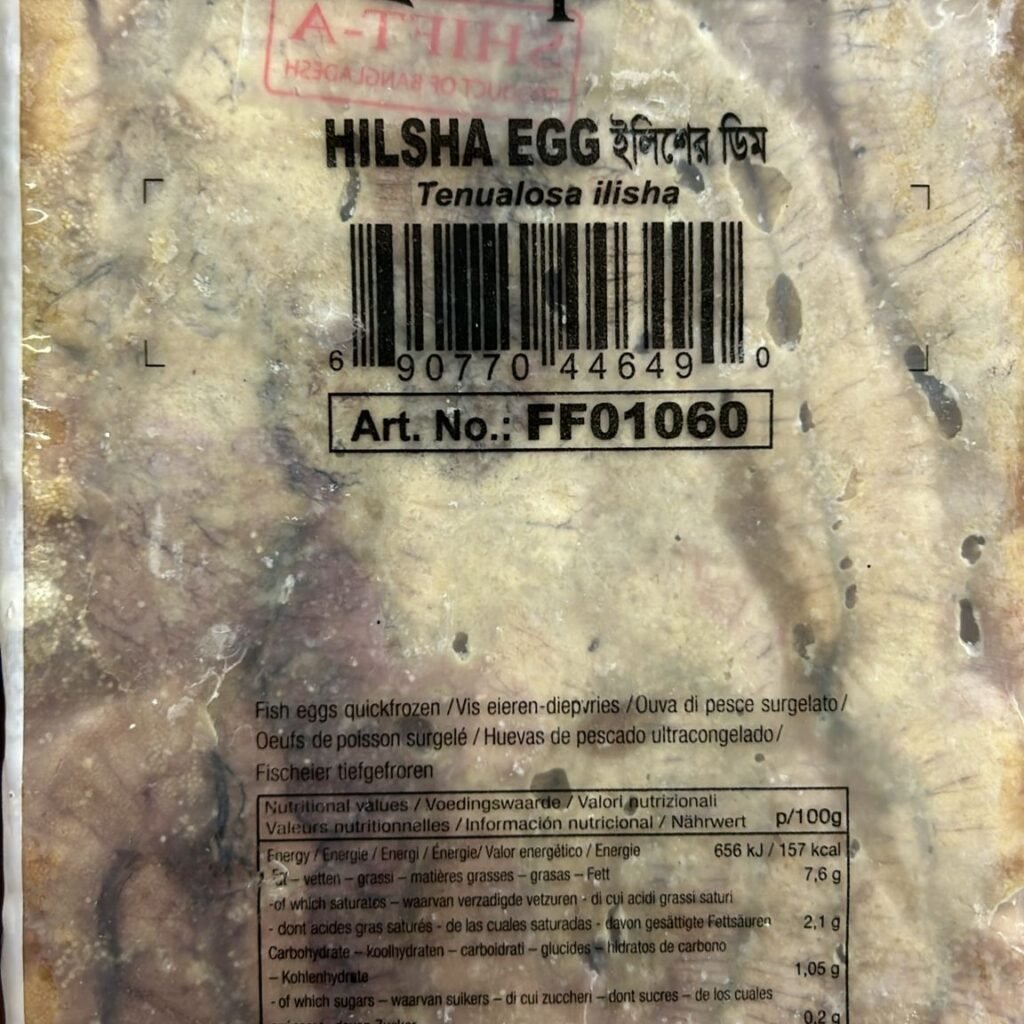 SHIFT-A
PRODUCT OF BANGLADESH
HILSHA EGG ইলিশের ডিম
Tenualosa ilisha
6 90770 44649 0
Art. No.: FF01060
Fish eggs quickfrozen / Vis eieren-diepvries / Ouva di pesce surgelato /
Oeufs de poisson surgelé / Huevas de pescado ultracongelado /
Fischeier tiefgefroren
Nutritional values / Voedingswaarde / Valori nutrizionali
Valeurs nutritionnelles / Información nutricional / Nährwert p/100g
Energy / Energie / Energi / Énergie/ Valor energético / Energie 656 kJ / 157 kcal
Fat – vetten – grassi – matières grasses – grasas – Fett 7,6 g
-of which saturates – waarvan verzadigde vetzuren - di cui acidi grassi saturi
- dont acides gras saturés - de las cuales saturadas - davon gesättigte Fettsäuren 2,1 g
Carbohydrate – koolhydraten – carboidrati – glucides – hidratos de carbono
– Kohlenhydrate 1,05 g
- of which sugars – waarvan suikers – di cui zuccheri – dont sucres – de los cuales
0,2 g